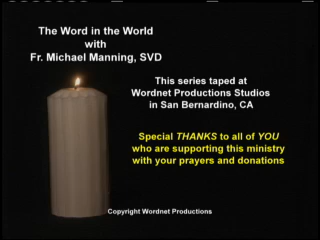 The Word in the World
with
Fr. Michael Manning, SVD
This series taped at
Wordnet Productions Studios
in San Bernardino, CA
Special THANKS to all of YOU
who are supporting this ministry
with your prayers and donations
Copyright Wordnet Productions